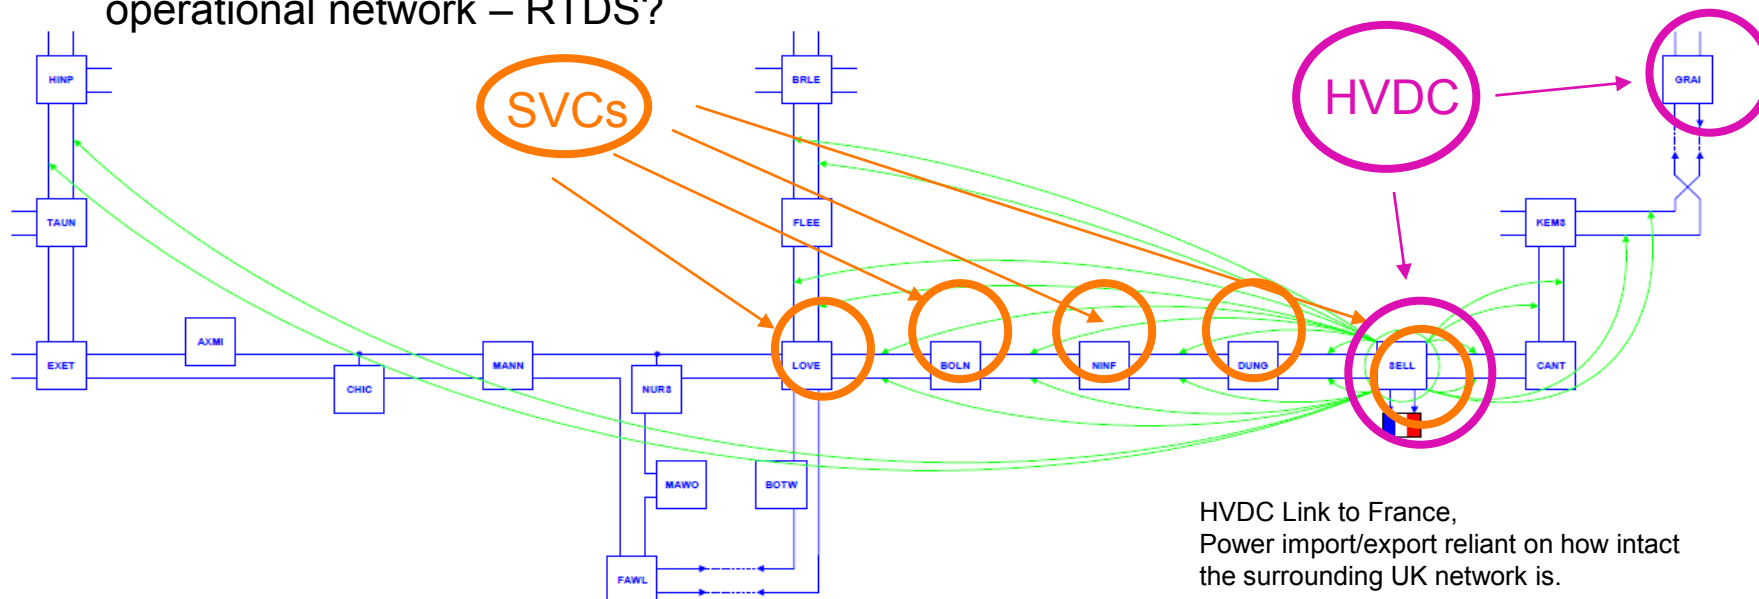 operational network – RTDS?
HINP
BRLE
GRAI
SVCs
HVDC
TAUN
FLEE
KEMS
AXMI
EXET
MANN
LOVE
BOLN
NINF
DUNG
SELL
CANT
CHIC
NURS
MAWO
BOTW
HVDC Link to France,
Power import/export reliant on how intact
the surrounding UK network is.
FAWL